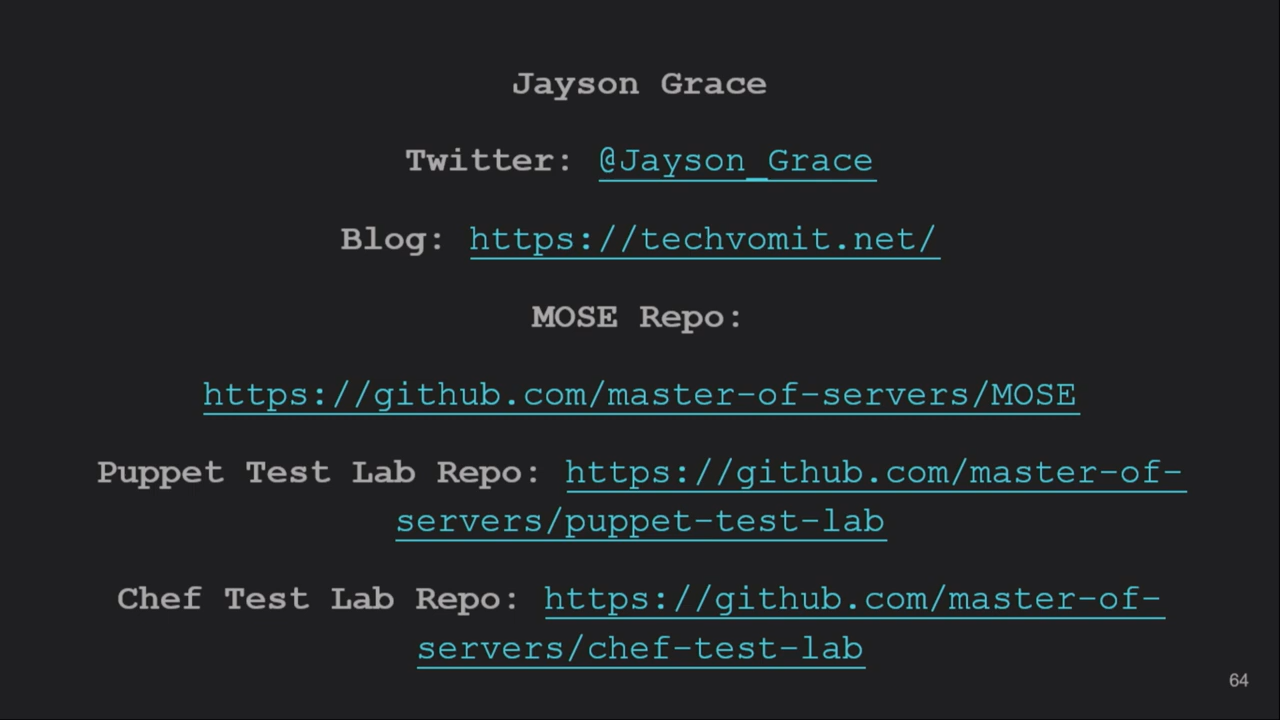 Jayson Grace
Twitter: @Jayson_Grace
Blog: https://techvomit.net/
MOSE Repo:
https://github.com/master-of-servers/MOSE
Puppet Test Lab Repo: https://github.com/master-of-
servers/puppet-test-lab
Chef Test Lab Repo: https://github.com/master-of-
servers/chef-test-lab
64